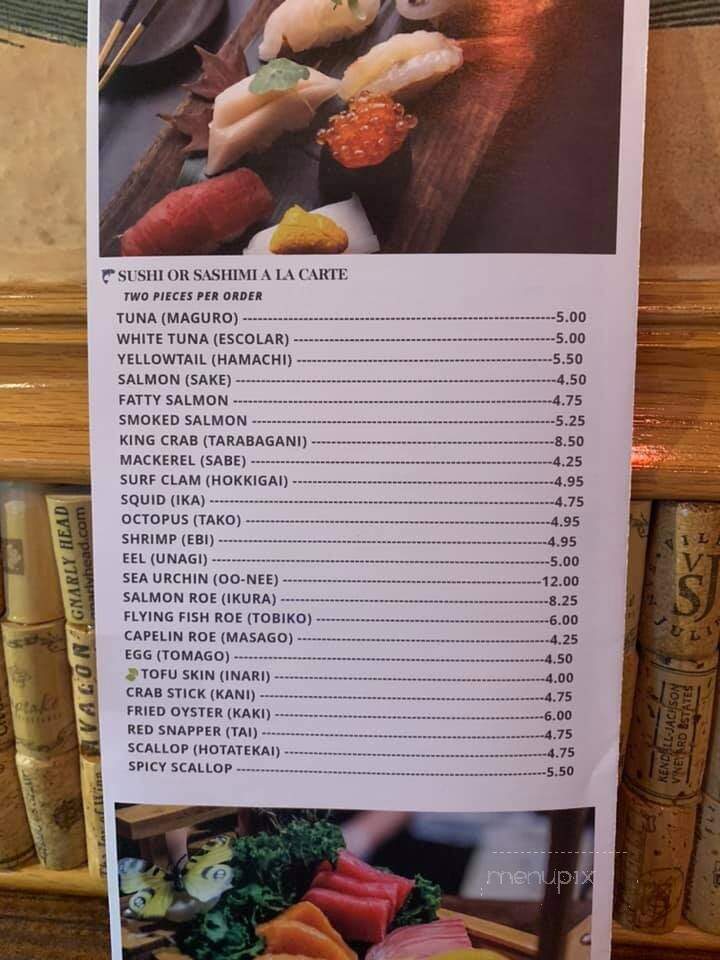 SUSHI OR SASHIMI A LA CARTE
TWO PIECES PER ORDER
TUNA (MAGURO) 5.00
WHITE TUNA (ESCOLAR) 5.00
YELLOWTAIL (HAMACHI) 5.50
SALMON (SAKE) 4.50
FATTY SALMON 4.75
SMOKED SALMON 5.25
KING CRAB (TARABAGANI) 8.50
MACKEREL (SABE) 4.25
SURF CLAM (HOKKIGAI) 4.95
SQUID (IKA) 4.75
OCTOPUS (TAKO) 4.95
SHRIMP (EBI) 4.95
EEL (UNAGI) 5.00
SEA URCHIN (OO-NEE) 12.00
SALMON ROE (IKURA) 8.25
FLYING FISH ROE (TOBIKO) 6.00
CAPELIN ROE (MASAGO) 4.25
EGG (TOMAGO) 4.50
TOFU SKIN (INARI) 4.00
CRAB STICK (KANI) 4.75
FRIED OYSTER (KAKI) 6.00
RED SNAPPER (TAI) 4.75
SCALLOP (HOTATEKAI) 4.75
SPICY SCALLOP 5.50
GNARLY HEAD
AVALON
SJ
KENDALL-JACKSON
VINEYARD ESTATES
menupix